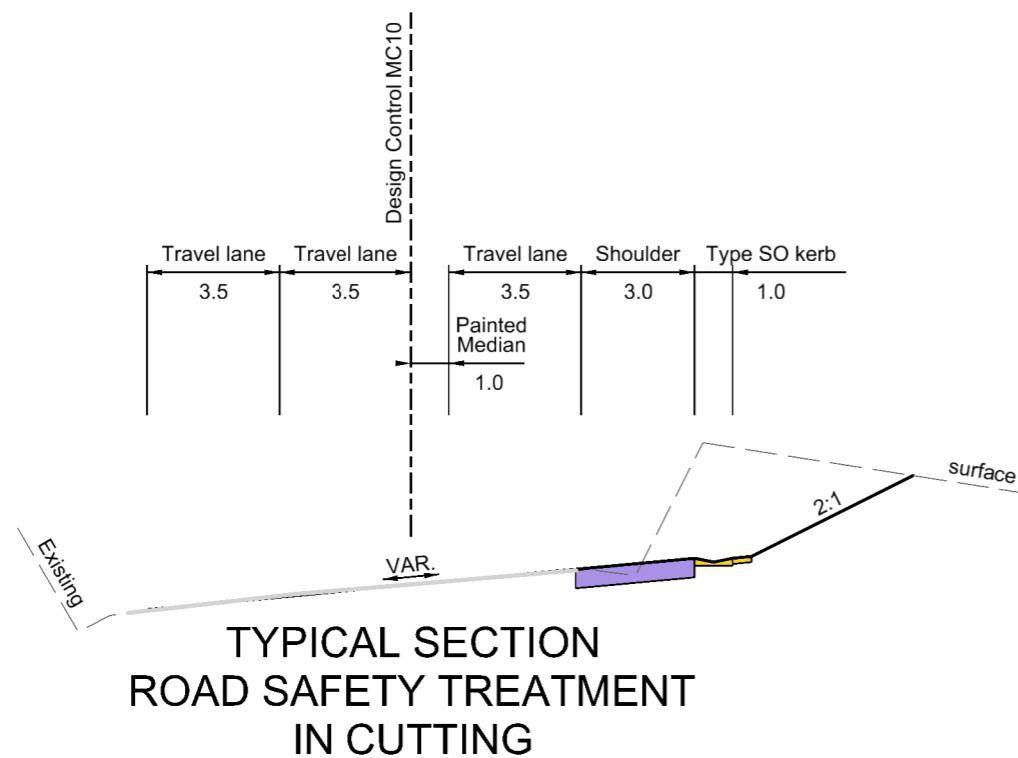 Design Control MC10
Travel lane
Travel lane
Travel lane
Shoulder
Type SO kerb
3.5
3.5
3.5
3.0
1.0
Painted
Median
1.0
surface
2:1
Existing
VAR.
TYPICAL SECTION
ROAD SAFETY TREATMENT
IN CUTTING